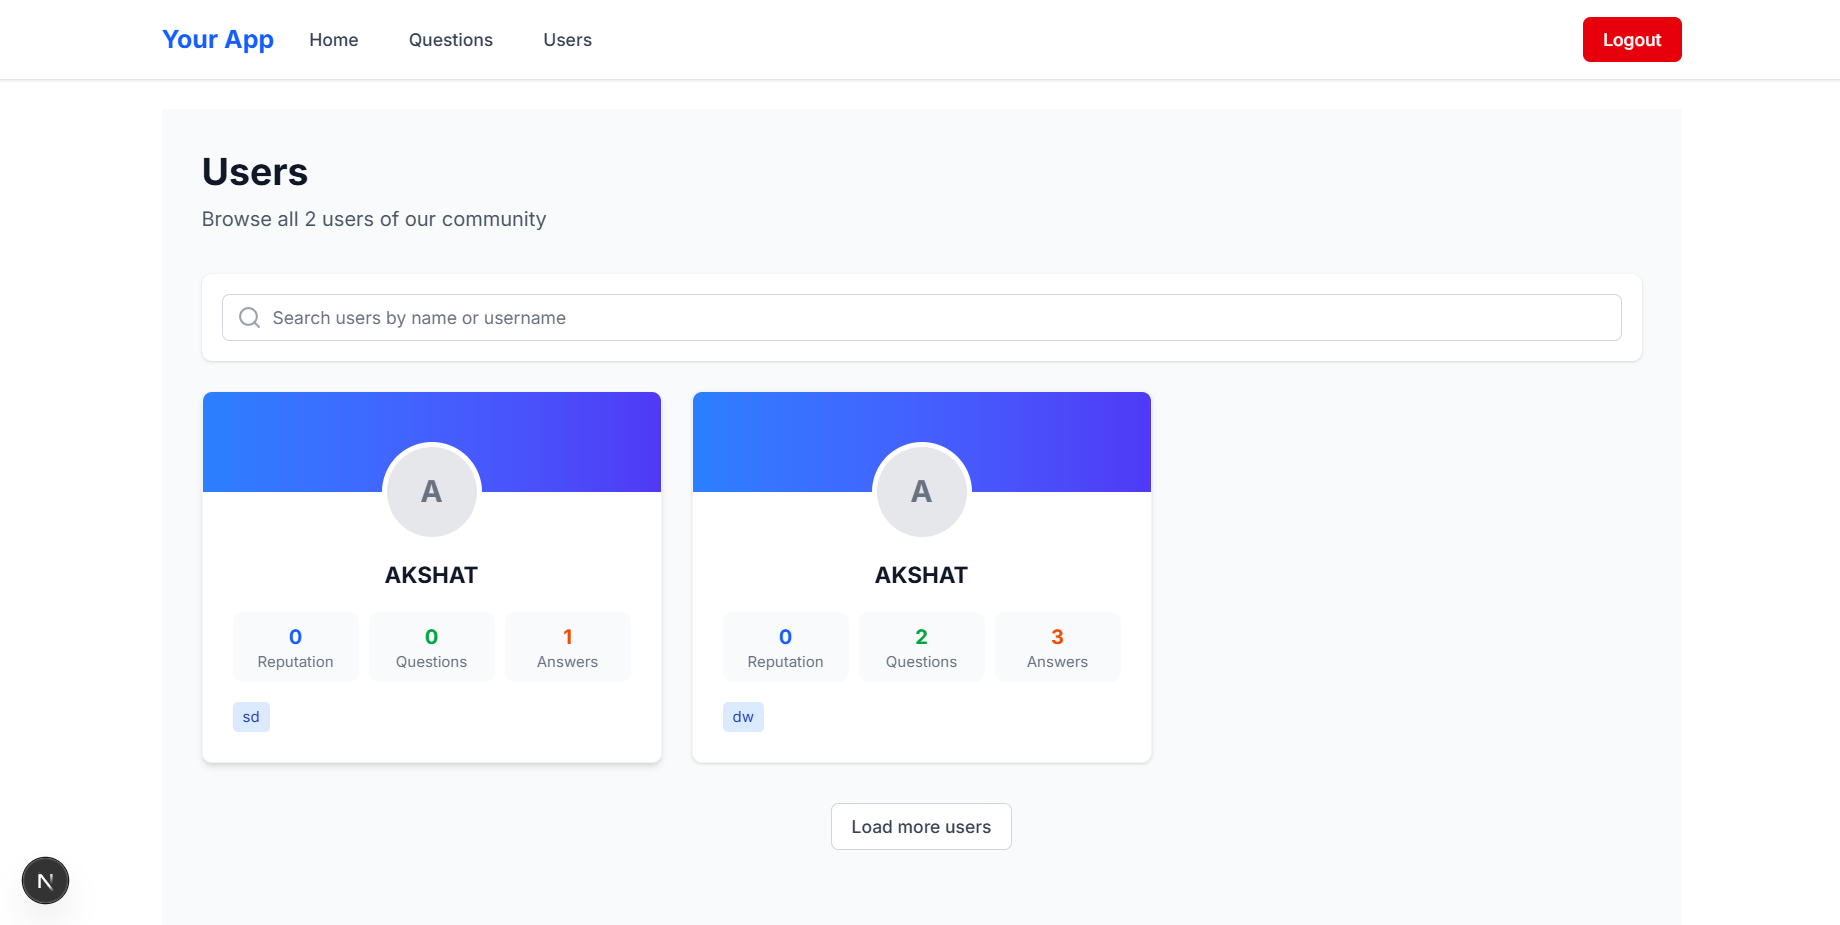 Your App Home Questions Users Logout
Users
Browse all 2 users of our community
Search users by name or username
A A
AKSHAT AKSHAT
0 0 1 0 2 3
Reputation Questions Answers Reputation Questions Answers
sd dw
Load more users
N